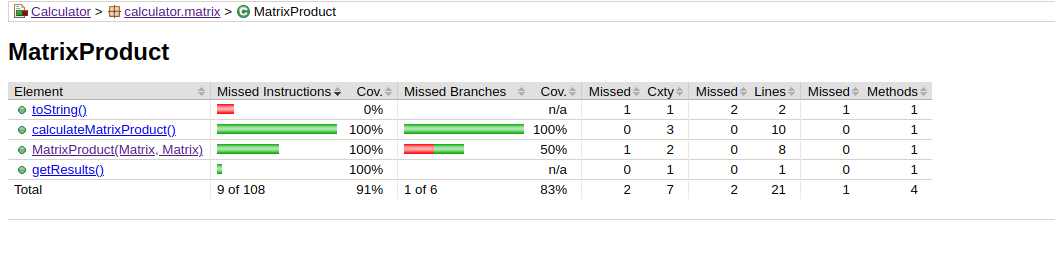 Calculator > calculator.matrix > MatrixProduct
MatrixProduct
Element Missed Instructions Cov. Missed Branches Cov. Missed Cxty Missed Lines Missed Methods
toString() 0% n/a 1 1 2 2 1 1
calculateMatrixProduct() 100% 100% 0 3 0 10 0 1
MatrixProduct(Matrix, Matrix) 100% 50% 1 2 0 8 0 1
getResults() 100% n/a 0 1 0 1 0 1
Total 9 of 108 91% 1 of 6 83% 2 7 2 21 1 4